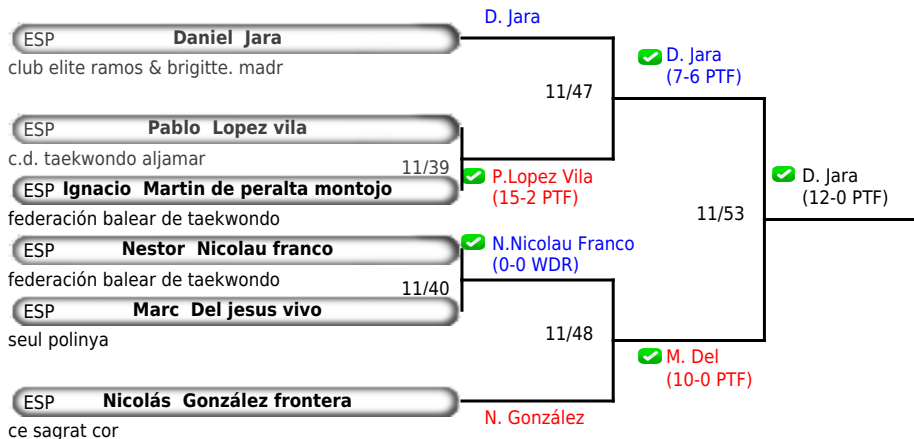 D. Jara
ESP Daniel Jara
club elite ramos & brigitte. madr
D. Jara
(7-6 PTF)
11/47
ESP Pablo Lopez vila
c.d. taekwondo aljamar
11/39
P.Lopez Vila
(15-2 PTF)
ESP Ignacio Martin de peralta montojo
federación balear de taekwondo
D. Jara
(12-0 PTF)
11/53
ESP Nestor Nicolau franco
federación balear de taekwondo
N.Nicolau Franco
(0-0 WDR)
11/40
ESP Marc Del jesus vivo
seul polinya
11/48
M. Del
(10-0 PTF)
ESP Nicolás González frontera
ce sagrat cor
N. González